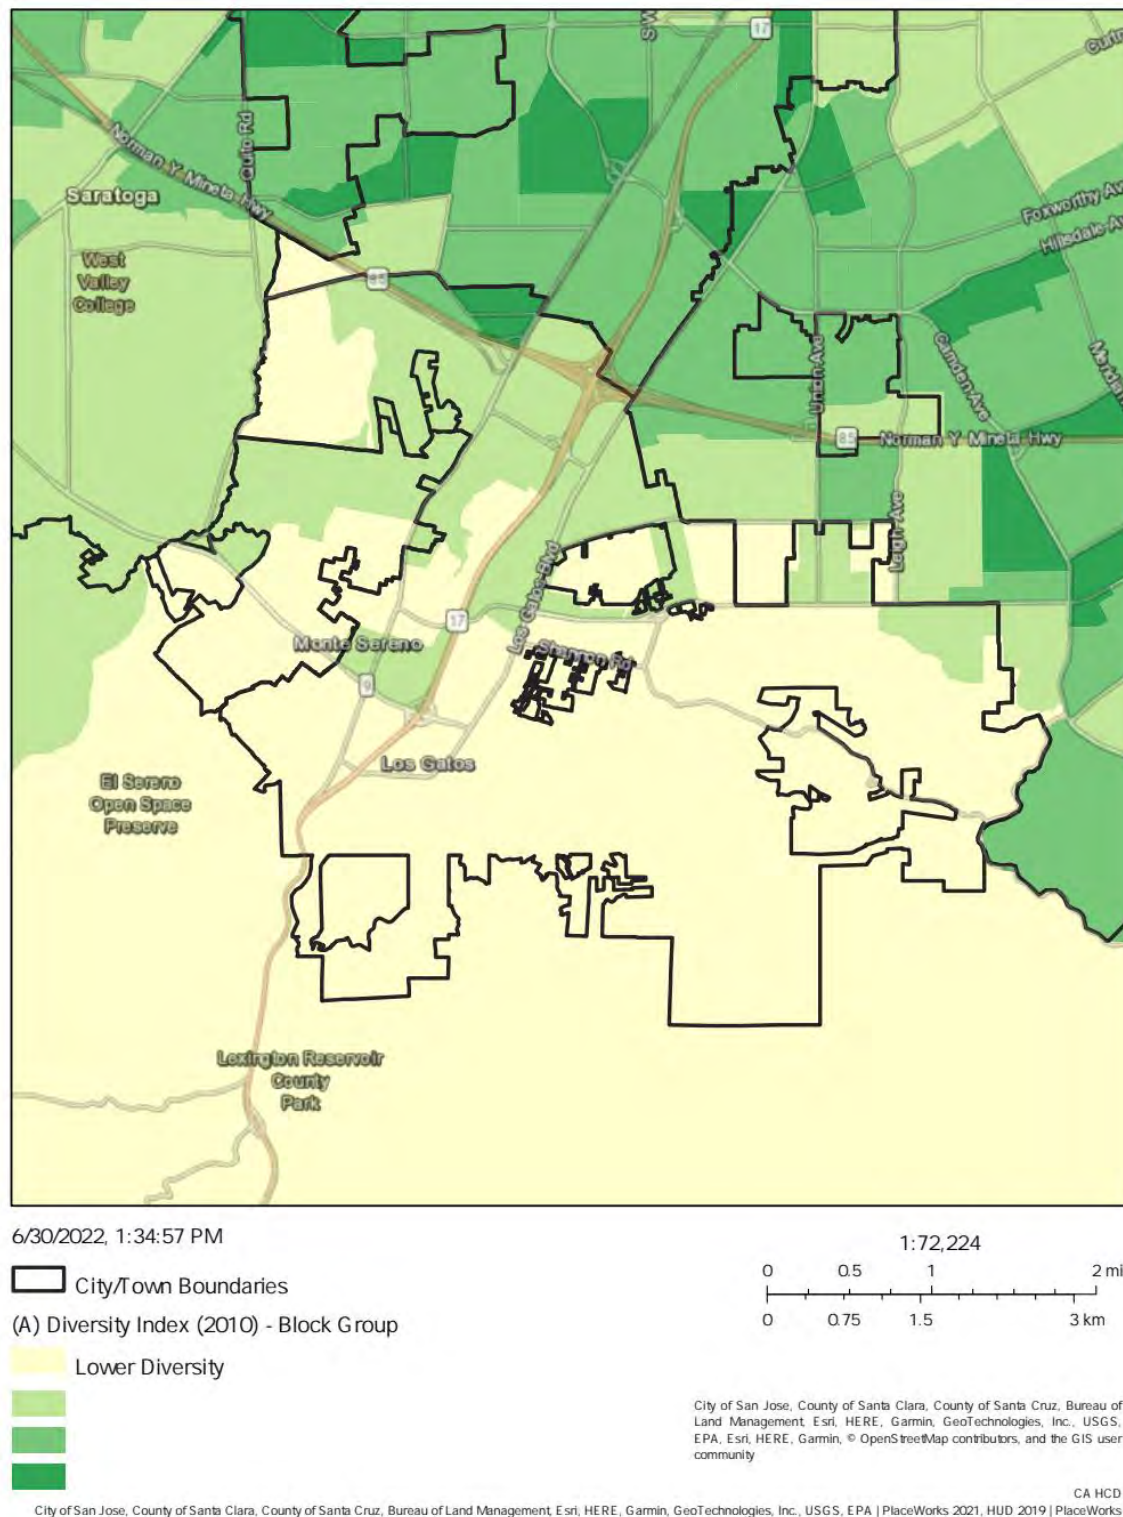 17
SW
Curtn
Quito Rd
Norman Y Mineta Hwy
Saratoga
Foxworthy Av
Hillsdale Av
West
Valley
College
85
Union Ave
Camden Ave
Meridian
85
Norman Y Mineta Hwy
Leigh Ave
Los Gatos Blvd
17
Monte Sereno
Shannon Rd
9
Los Gatos
El Sereno
Open Space
Preserve
Lexington Reservoir
County
Park
6/30/2022, 1:34:57 PM
1:72,224
0 0.5 1 2 mi
0 0.75 1.5 3 km
City/Town Boundaries
(A) Diversity Index (2010) - Block Group
Lower Diversity
City of San Jose, County of Santa Clara, County of Santa Cruz, Bureau of
Land Management, Esri, HERE, Garmin, GeoTechnologies, Inc., USGS,
EPA, Esri, HERE, Garmin, © OpenStreetMap contributors, and the GIS user
community
CA HCD
City of San Jose, County of Santa Clara, County of Santa Cruz, Bureau of Land Management, Esri, HERE, Garmin, GeoTechnologies, Inc., USGS, EPA | PlaceWorks 2021, HUD 2019 | PlaceWorks